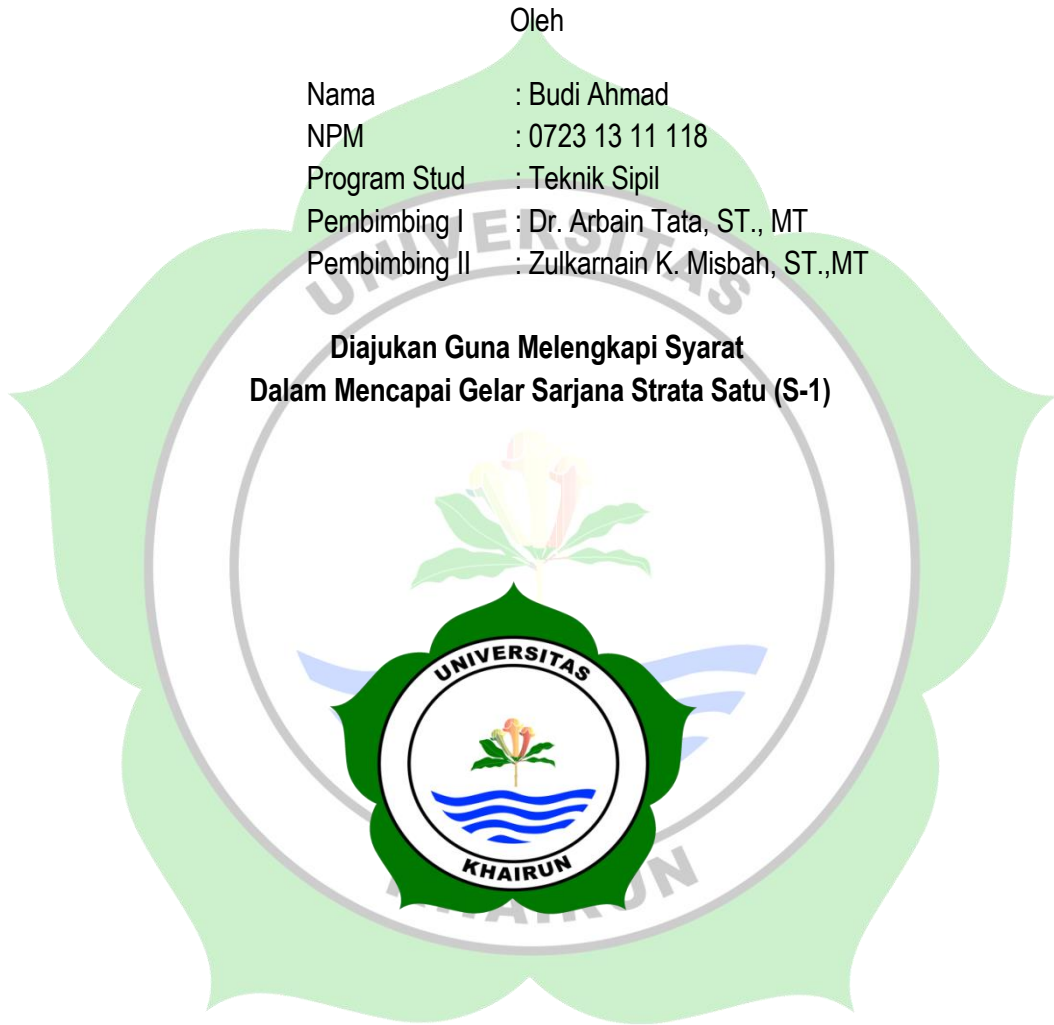 Oleh
Nama : Budi Ahmad
NPM : 0723 13 11 118
Program Stud : Teknik Sipil
Pembimbing I : Dr. Arbain Tata, ST., MT
Pembimbing II : Zulkarnain K. Misbah, ST.,MT
UNIVERSITAS
Diajukan Guna Melengkapi Syarat
Dalam Mencapai Gelar Sarjana Strata Satu (S-1)
UNIVERSITAS
KHAIRUN
KHAIRUN